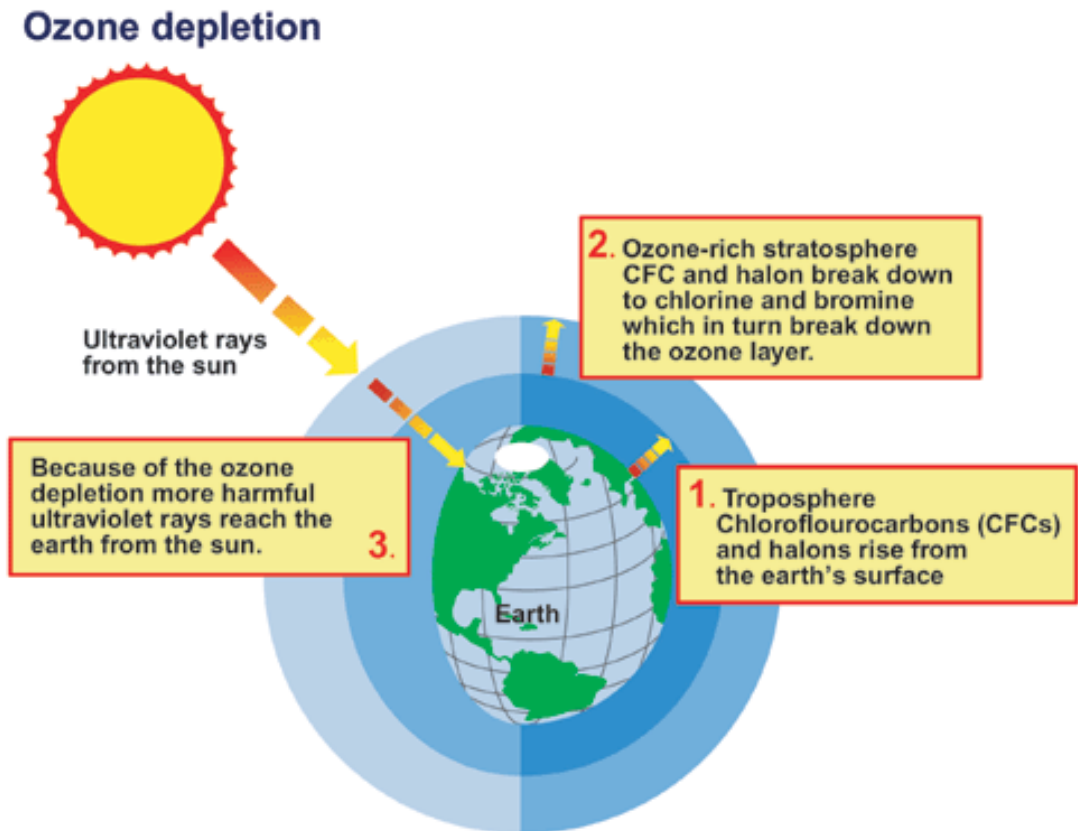 Ozone depletion
Ultraviolet rays
from the sun
2. Ozone-rich stratosphere
CFC and halon break down
to chlorine and bromine
which in turn break down
the ozone layer.
Because of the ozone
depletion more harmful
ultraviolet rays reach the
earth from the sun. 3.
1. Troposphere
Chloroflourocarbons (CFCs)
and halons rise from
the earth's surface
Earth